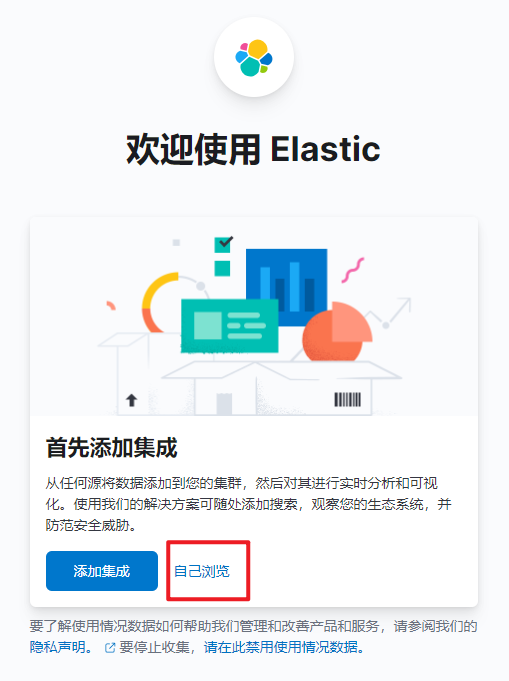 欢迎使用 Elastic
首先添加集成
从任何源将数据添加到您的集群，然后对其进行实时分析和可视
化。使用我们的解决方案可随处添加搜索，观察您的生态系统，并
防范安全威胁。
添加集成 自己浏览
要了解使用情况数据如何帮助我们管理和改善产品和服务，请参阅我们的
隐私声明。 要停止收集，请在此禁用使用情况数据。